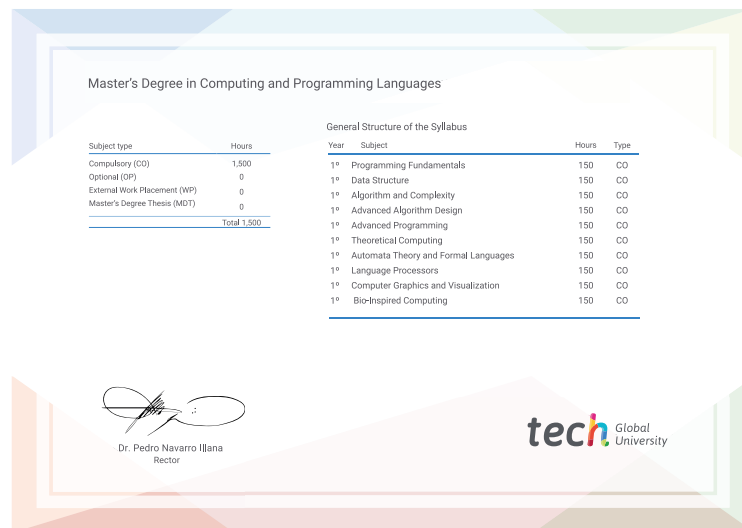 Master's Degree in Computing and Programming Languages
General Structure of the Syllabus
Subject type Hours
Compulsory (CO) 1,500
Optional (OP) 0
External Work Placement (WP) 0
Master's Degree Thesis (MDT) 0
Total 1,500
Year Subject Hours Type
1º Programming Fundamentals 150 CO
1º Data Structure 150 CO
1º Algorithm and Complexity 150 CO
1º Advanced Algorithm Design 150 CO
1º Advanced Programming 150 CO
1º Theoretical Computing 150 CO
1º Automata Theory and Formal Languages 150 CO
1º Language Processors 150 CO
1º Computer Graphics and Visualization 150 CO
1º Bio-Inspired Computing 150 CO
Dr. Pedro Navarro Illana
Rector
tech Global
University